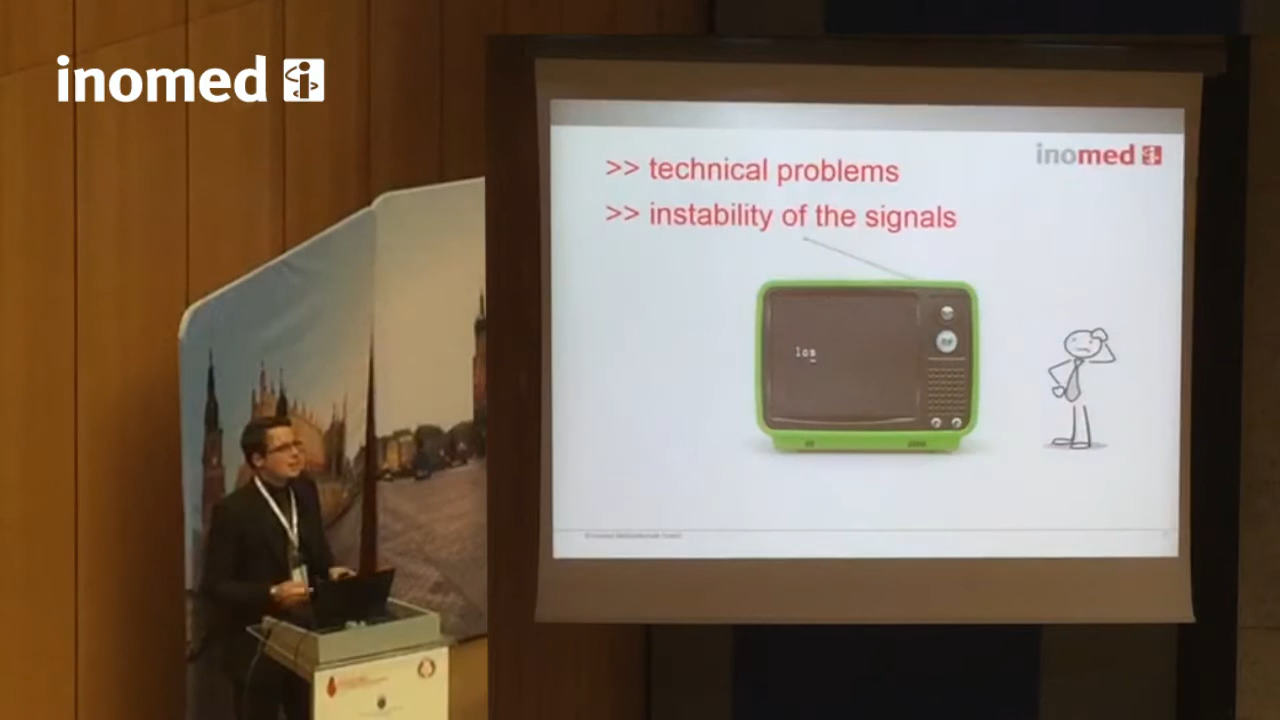 inomed
inomed
>> technical problems
>> instability of the signals
los